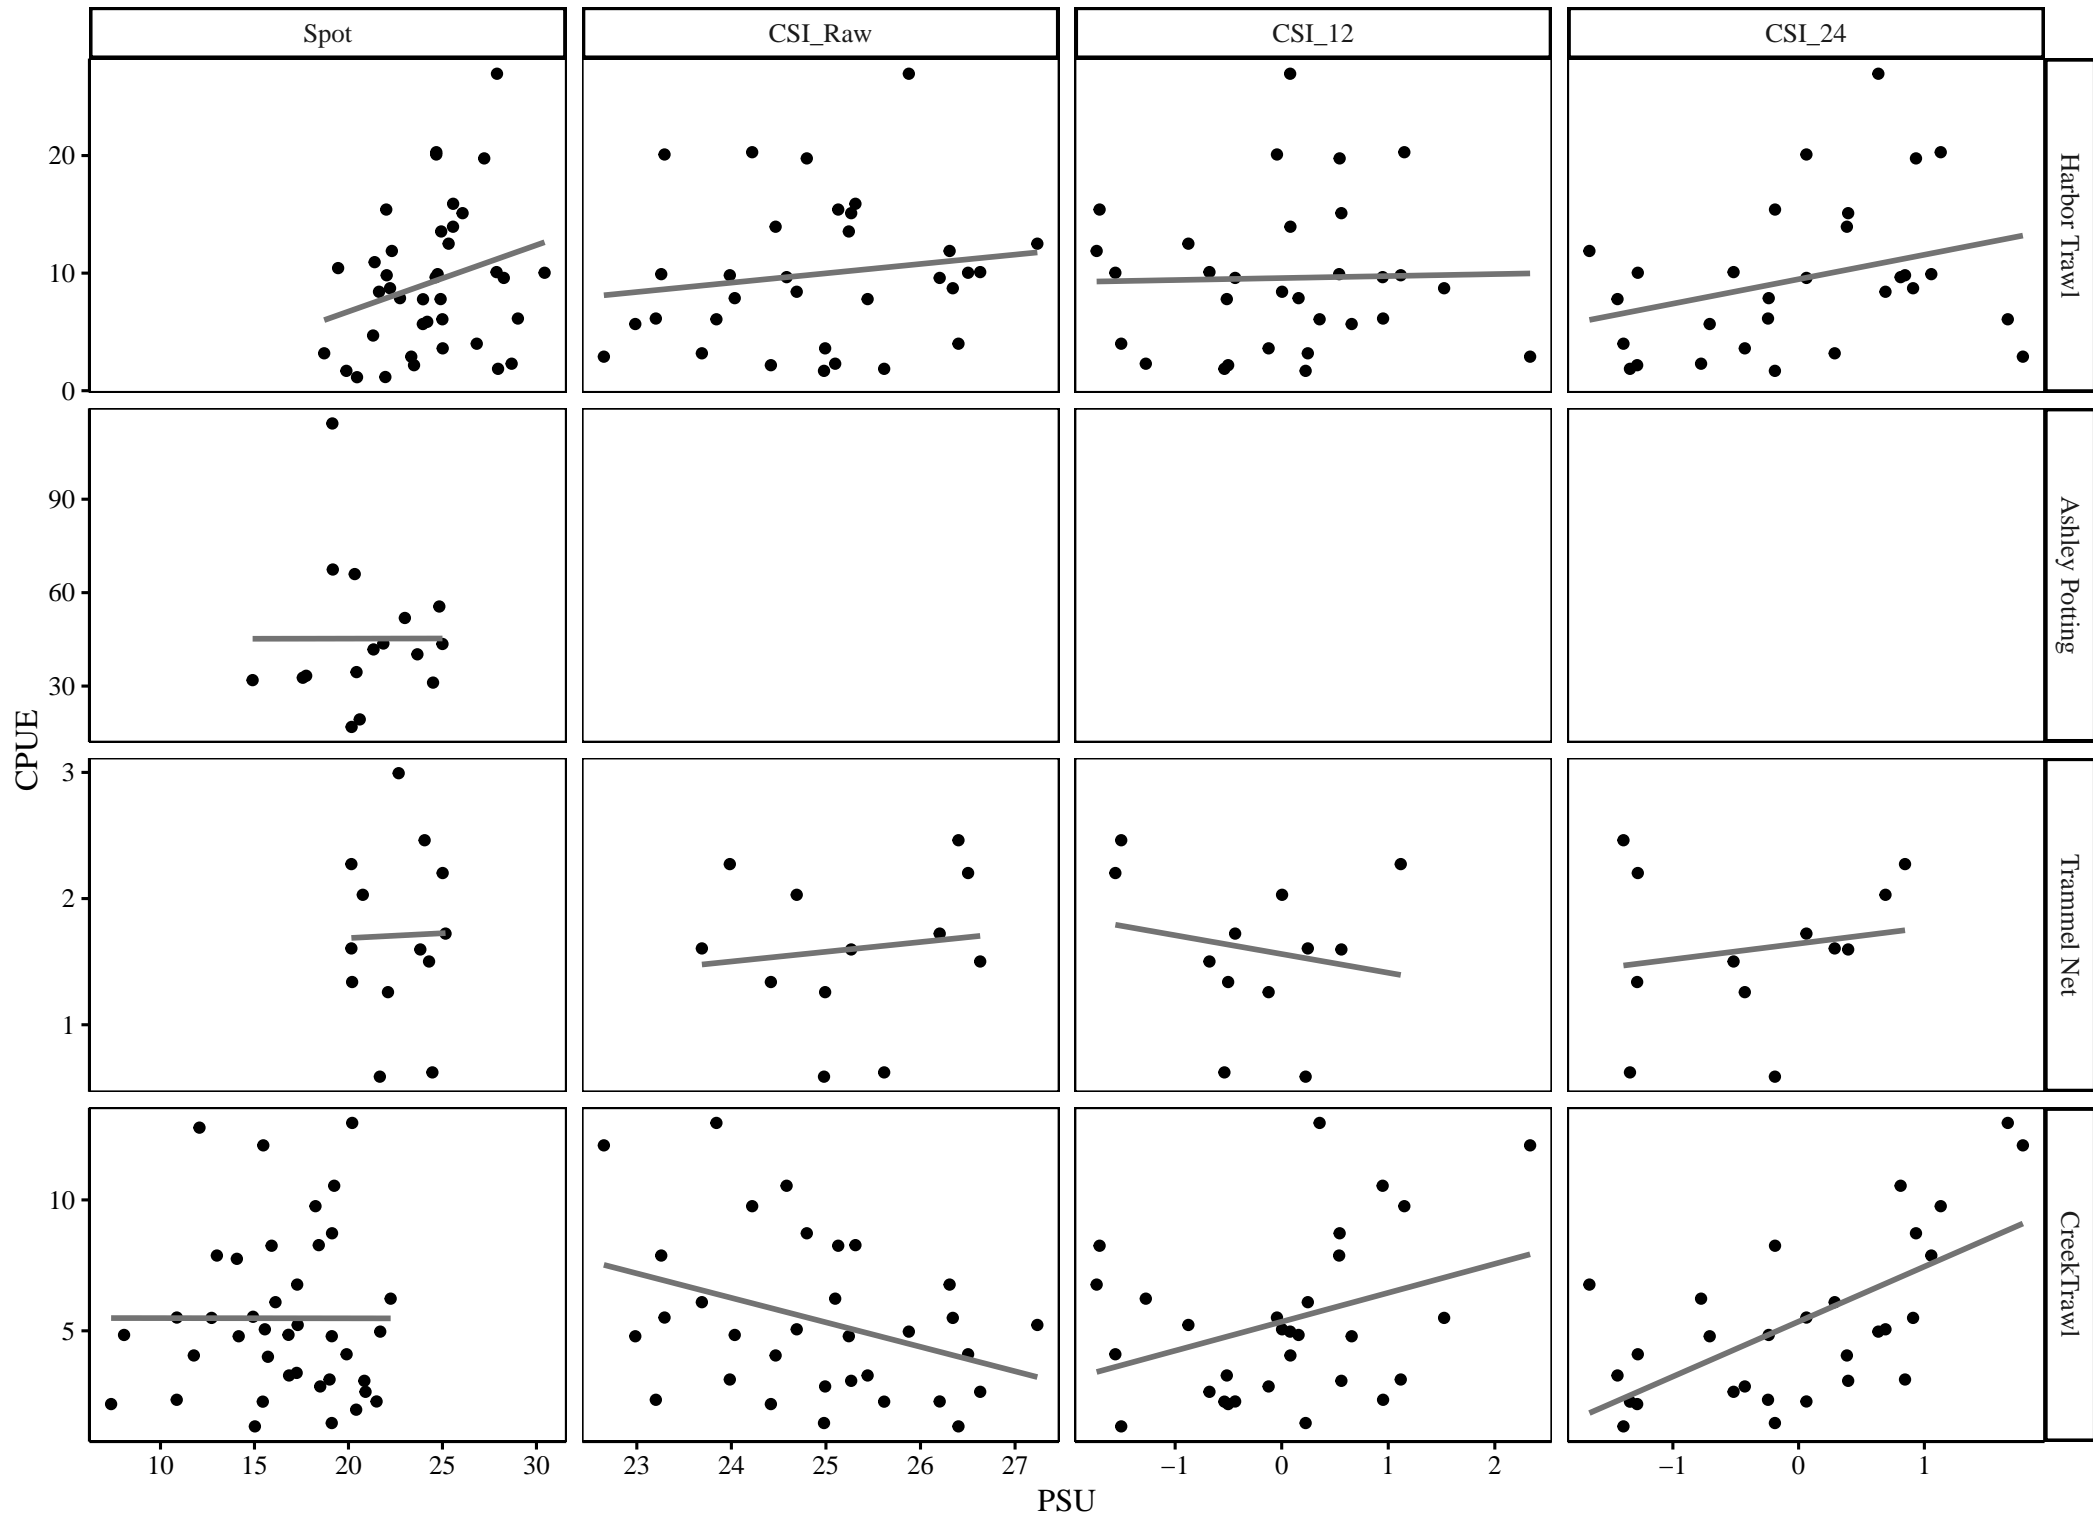 Spot CSI_Raw CSI_12 CSI_24
20
10
0
Harbor Trawl
90
60
30
Ashley Potting
CPUE
3
2
1
Trammel Net
10
5
CreekTrawl
10 15 20 25 30 23 24 25 26 27 −1 0 1 2 −1 0 1
PSU